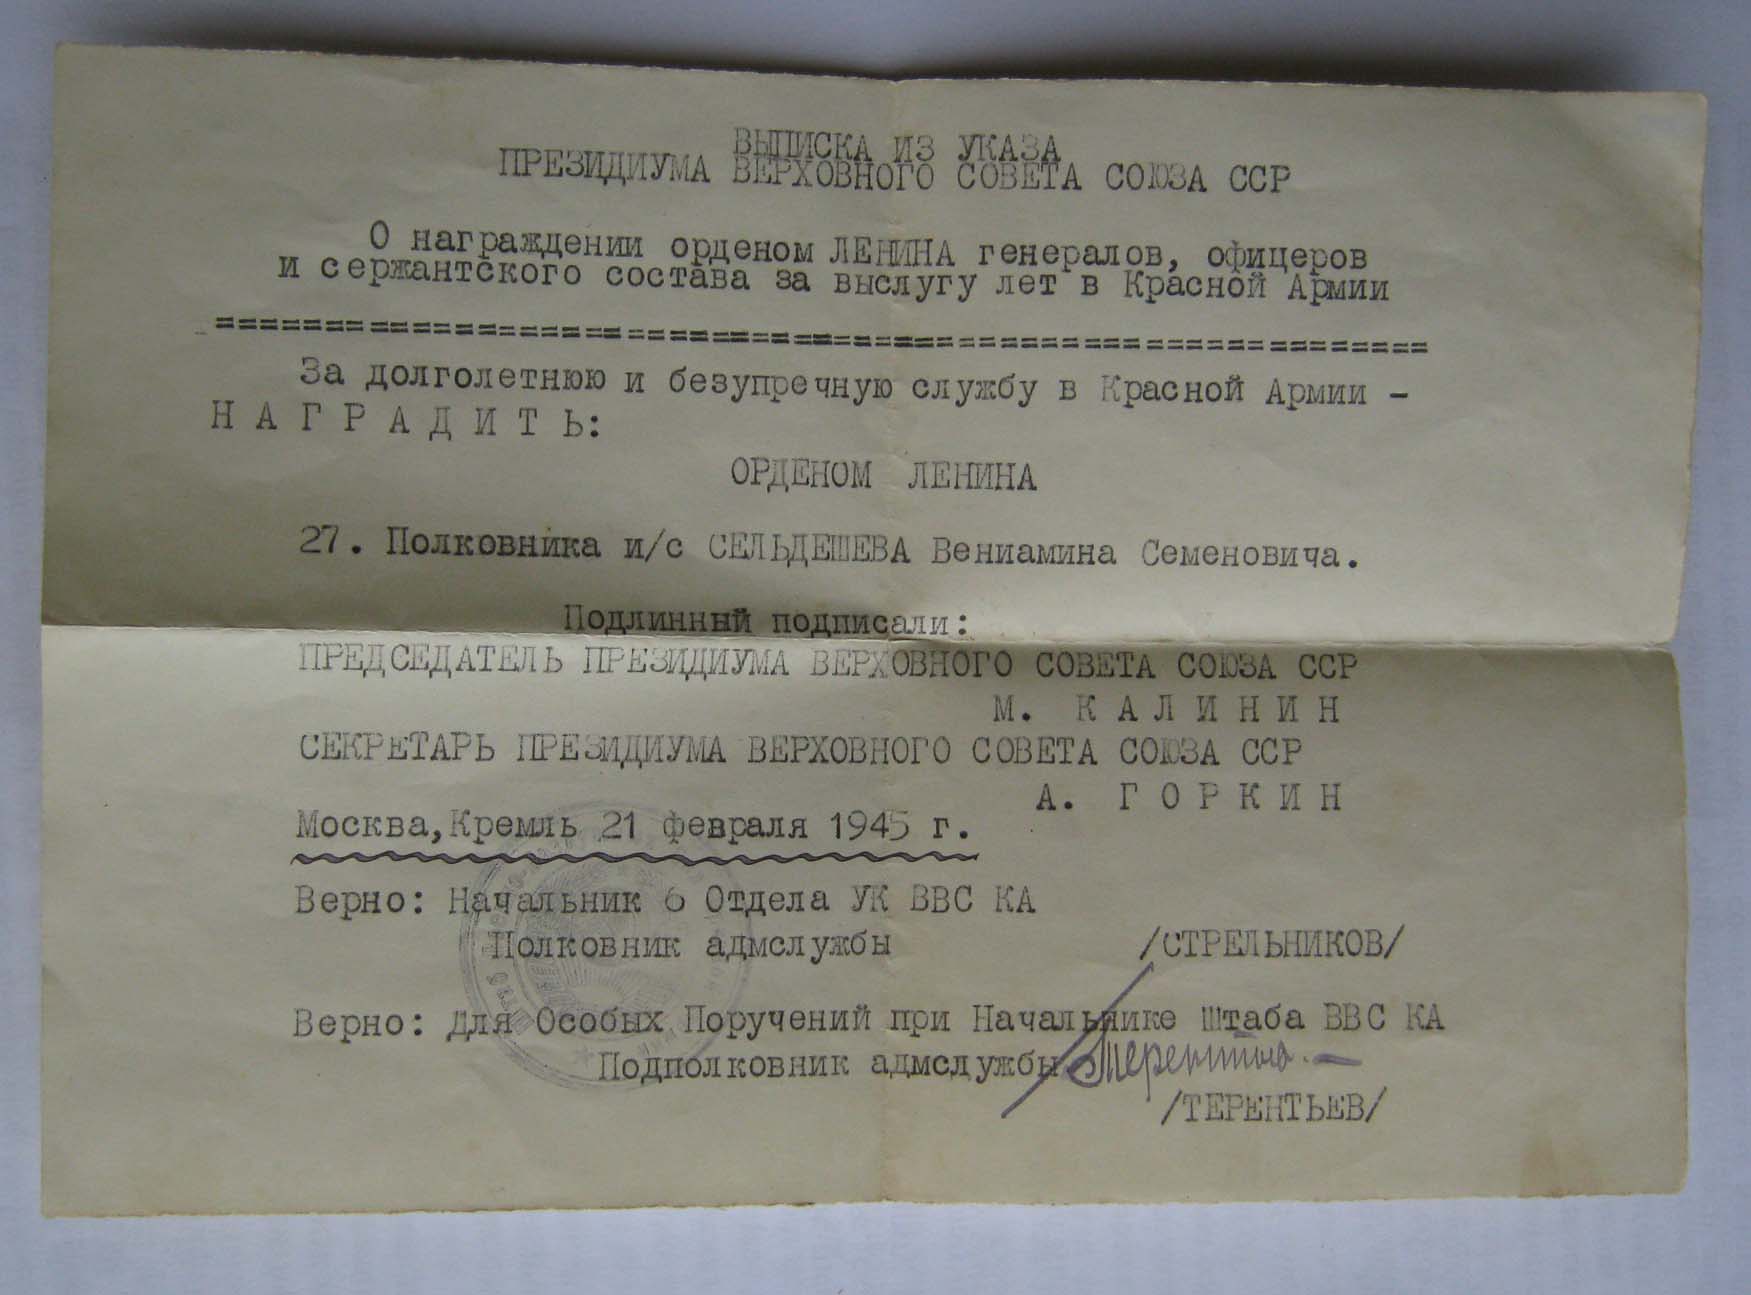 ВЫПИСКА ИЗ УКАЗА
ПРЕЗИДИУМА ВЕРХОВНОГО СОВЕТА СОЮЗА ССР
О награждении орденом ЛЕНИНА генералов, офицеров
и сержантского состава за выслугу лет в Красной Армии
==========================================================
За долголетнюю и безупречную службу в Красной Армии -
Н А Г Р А Д И Т Ь:
ОРДЕНОМ ЛЕНИНА
27. Полковника и/с СЕЛЬДЕШЕВА Вениамина Семеновича.
Подлинный подписали:
ПРЕДСЕДАТЕЛЬ ПРЕЗИДИУМА ВЕРХОВНОГО СОВЕТА СОЮЗА ССР
М. К А Л И Н И Н
СЕКРЕТАРЬ ПРЕЗИДИУМА ВЕРХОВНОГО СОВЕТА СОЮЗА ССР
А. Г О Р К И Н
Москва, Кремль 21 февраля 1945 г.
Верно: Начальник 6 Отдела УК ВВС КА
Полковник адмслужбы /СТРЕЛЬНИКОВ/
Верно: Для Особых Поручений при Начальнике Штаба ВВС КА
Подполковник адмслужбы
/ТЕРЕНТЬЕВ/